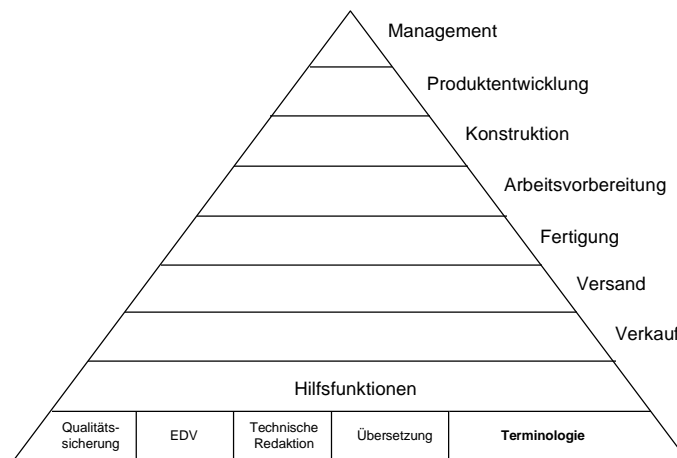 Management
Produktentwicklung
Konstruktion
Arbeitsvorbereitung
Fertigung
Versand
Verkauf
Hilfsfunktionen
Qualitäts-
sicherung
EDV
Technische
Redaktion
Übersetzung
Terminologie